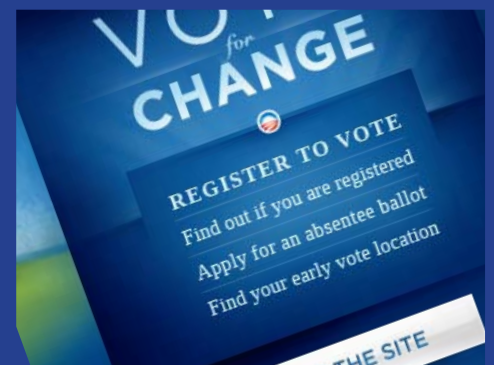 for
CHANGE
REGISTER TO VOTE
Find out if you are registered
Apply for an absentee ballot
Find your early vote location
THE SITE